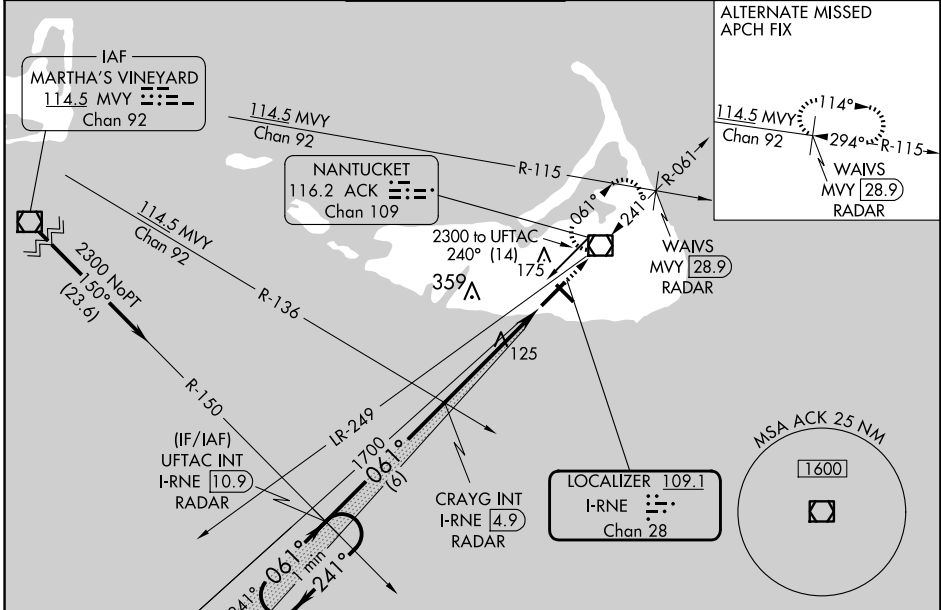 ALTERNATE MISSED
APCH FIX
114.5 MVY
Chan 92
114°
294°
R-115
WAIVS
MVY 28.9
RADAR
IAF
MARTHA'S VINEYARD
114.5 MVY
Chan 92
114.5 MVY
Chan 92
R-115
R-061
NANTUCKET
116.2 ACK
Chan 109
061°
241°
2300 to UFTAC
240° (14)
175
359
WAIVS
MVY 28.9
RADAR
114.5 MVY
Chan 92
R-136
2300 NoPT
150°
(23.6)
R-150
125
LR-249
1700
061°
(6)
(IF/IAF)
UFTAC INT
I-RNE 10.9
RADAR
CRAYG INT
I-RNE 4.9
RADAR
LOCALIZER 109.1
I-RNE
Chan 28
MSA ACK 25 NM
1600
061°
1 min
241°
241°